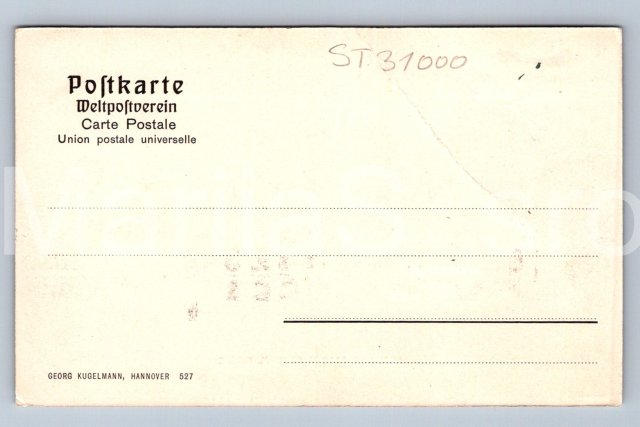 ST 31000
Poſtkarte
Weltpoſtverein
Carte Postale
Union postale universelle
GEORG KUGELMANN, HANNOVER 527